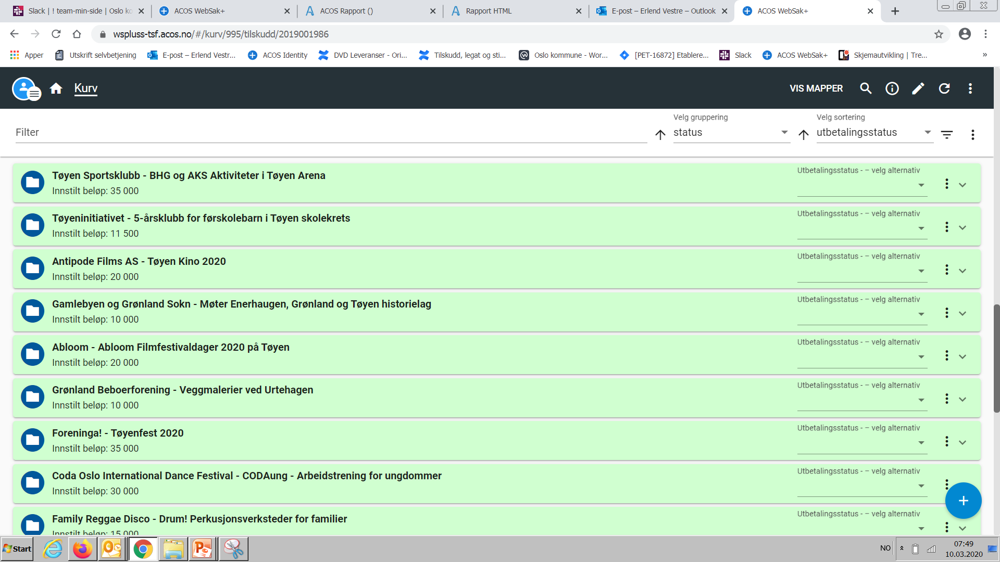 Slack | ! team-min-side | Oslo ko
ACOS WebSak+
ACOS Rapport ()
Rapport HTML
E-post – Erlend Vestre – Outlook
ACOS WebSak+
wspluss-tsf.acos.no/#/kurv/995/tilskudd/2019001986
Apper
Utskrift selvbetjening
E-post – Erlend Vestr...
ACOS Identity
DVD Leveranser - Ori...
Tilskudd, legat og sti...
Oslo kommune - Wor...
[PET-16872] Etablere...
Slack
ACOS WebSak+
Skjemautvikling | Tre...
»
Kurv
VIS MAPPER
Filter
Velg gruppering
status
Velg sortering
utbetalingsstatus
Tøyen Sportsklubb - BHG og AKS Aktiviteter i Tøyen Arena
Innstilt beløp: 35 000
Utbetalingsstatus - – velg alternativ
Tøyeninitiativet - 5-årsklubb for førskolebarn i Tøyen skolekrets
Innstilt beløp: 11 500
Utbetalingsstatus - – velg alternativ
Antipode Films AS - Tøyen Kino 2020
Innstilt beløp: 20 000
Utbetalingsstatus - – velg alternativ
Gamlebyen og Grønland Sokn - Møter Enerhaugen, Grønland og Tøyen historielag
Innstilt beløp: 10 000
Utbetalingsstatus - – velg alternativ
Abloom - Abloom Filmfestivaldager 2020 på Tøyen
Innstilt beløp: 20 000
Utbetalingsstatus - – velg alternativ
Grønland Beboerforening - Veggmalerier ved Urtehagen
Innstilt beløp: 10 000
Utbetalingsstatus - – velg alternativ
Foreninga! - Tøyenfest 2020
Innstilt beløp: 35 000
Utbetalingsstatus - – velg alternativ
Coda Oslo International Dance Festival - CODAung - Arbeidstrening for ungdommer
Innstilt beløp: 30 000
Utbetalingsstatus - – velg alternativ
Family Reggae Disco - Drum! Perkusjonsverksteder for familier
Innstilt beløp: 15 000
Utbetalingsstatus - – velg alternativ
Start
NO
07:49
10.03.2020